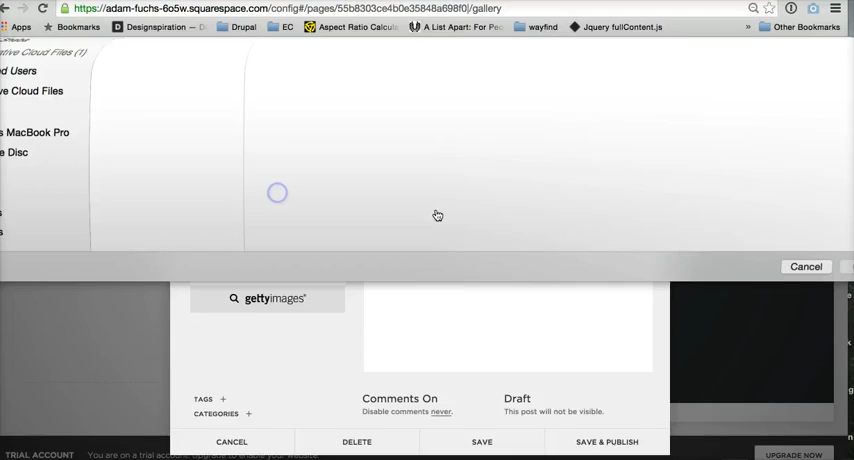 https://adam-fuchs-6o5w.squarespace.com/config#/pages/55b8303ce4b0e35848a698f0|/gallery
Apps Bookmarks Designspiration — D Drupal EC Aspect Ratio Calcula A List Apart: For Peo wayfind Jquery fullContent.js » Other Bookmarks
ative Cloud Files (1)
d Users
ve Cloud Files
s MacBook Pro
e Disc
s
s
Cancel
gettyimages®
TAGS + Comments On Draft
CATEGORIES + Disable comments never. This post will not be visible.
CANCEL DELETE SAVE SAVE & PUBLISH
TRIAL ACCOUNT You are on a trial account. Upgrade to enable your website. UPGRADE NOW